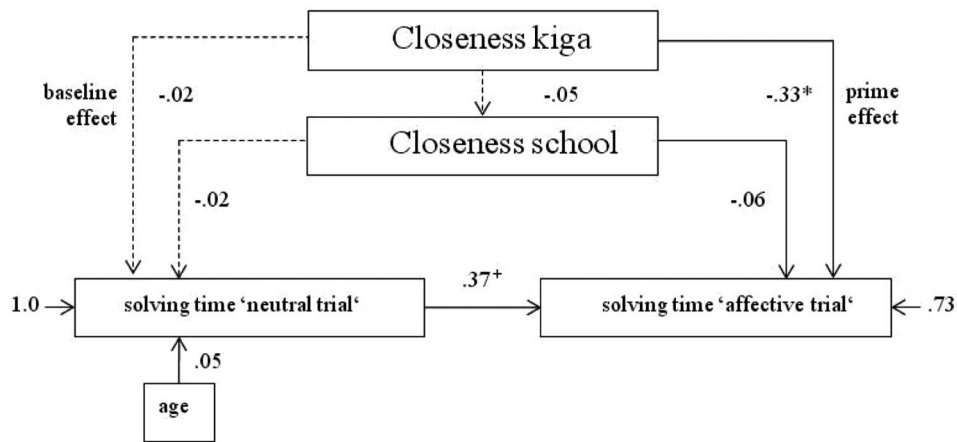 Closeness kiga
baseline
effect
-.02
-.05
-.33*
prime
effect
Closeness school
-.02
-.06
1.0
solving time ‘neutral trial‘
.37+
solving time ‘affective trial‘
.73
.05
age